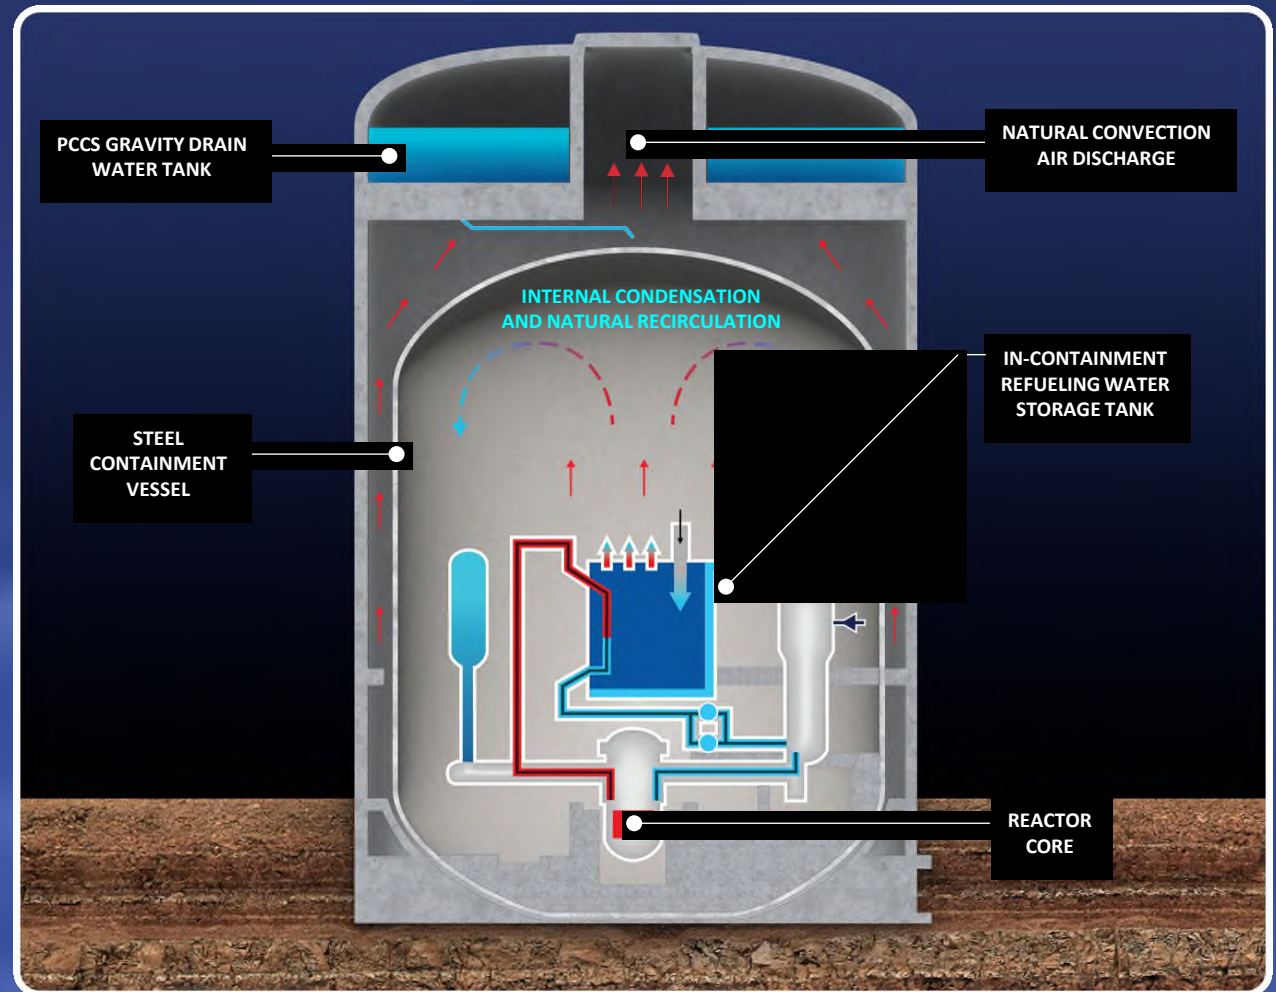 PCCS GRAVITY DRAIN
WATER TANK
NATURAL CONVECTION
AIR DISCHARGE
INTERNAL CONDENSATION
AND NATURAL RECIRCULATION
IN-CONTAINMENT
REFUELING WATER
STORAGE TANK
STEEL
CONTAINMENT
VESSEL
REACTOR
CORE